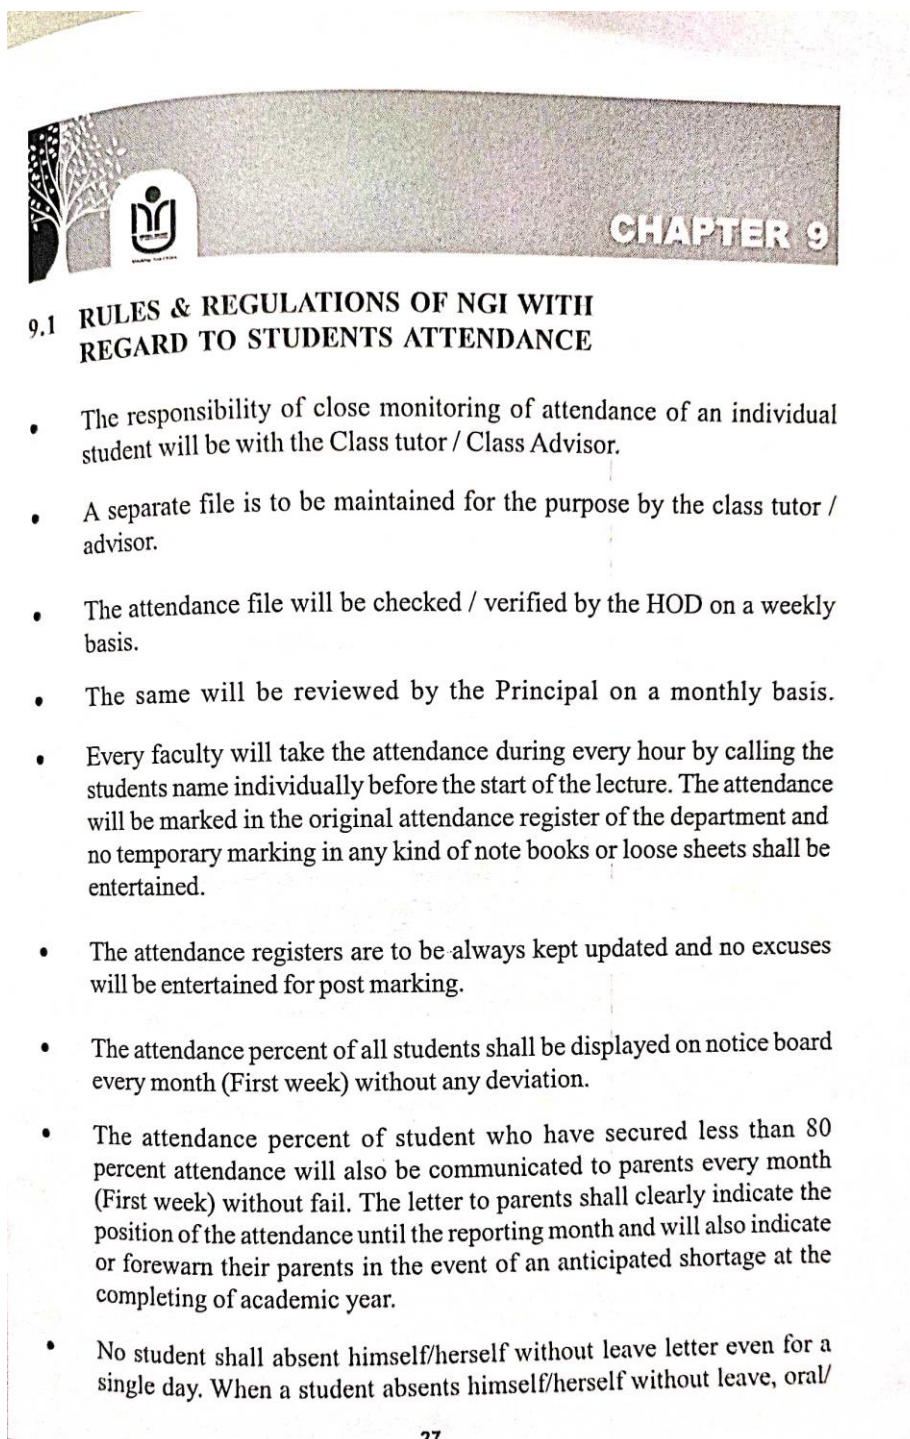 CHAPTER 9
9.1 RULES & REGULATIONS OF NGI WITH
REGARD TO STUDENTS ATTENDANCE
• The responsibility of close monitoring of attendance of an individual
student will be with the Class tutor / Class Advisor.
• A separate file is to be maintained for the purpose by the class tutor /
advisor.
• The attendance file will be checked / verified by the HOD on a weekly
basis.
• The same will be reviewed by the Principal on a monthly basis.
• Every faculty will take the attendance during every hour by calling the
students name individually before the start of the lecture. The attendance
will be marked in the original attendance register of the department and
no temporary marking in any kind of note books or loose sheets shall be
entertained.
• The attendance registers are to be always kept updated and no excuses
will be entertained for post marking.
• The attendance percent of all students shall be displayed on notice board
every month (First week) without any deviation.
• The attendance percent of student who have secured less than 80
percent attendance will also be communicated to parents every month
(First week) without fail. The letter to parents shall clearly indicate the
position of the attendance until the reporting month and will also indicate
or forewarn their parents in the event of an anticipated shortage at the
completing of academic year.
• No student shall absent himself/herself without leave letter even for a
single day. When a student absents himself/herself without leave, oral/
27